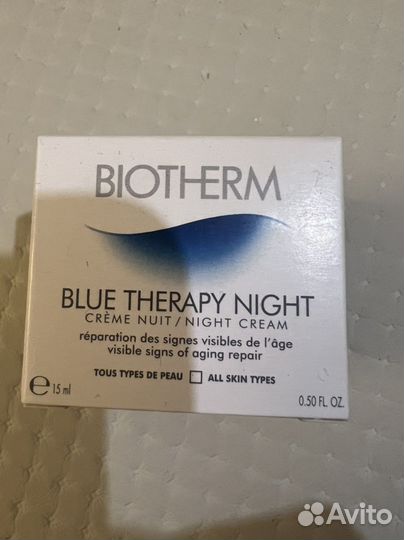 BIOTHERM
BLUE THERAPY NIGHT
CRÈME NUIT / NIGHT CREAM
réparation des signes visibles de l'âge
visible signs of aging repair
TOUS TYPES DE PEAU ALL SKIN TYPES
℮ 15 ml 0.50 FL. OZ.
Avito